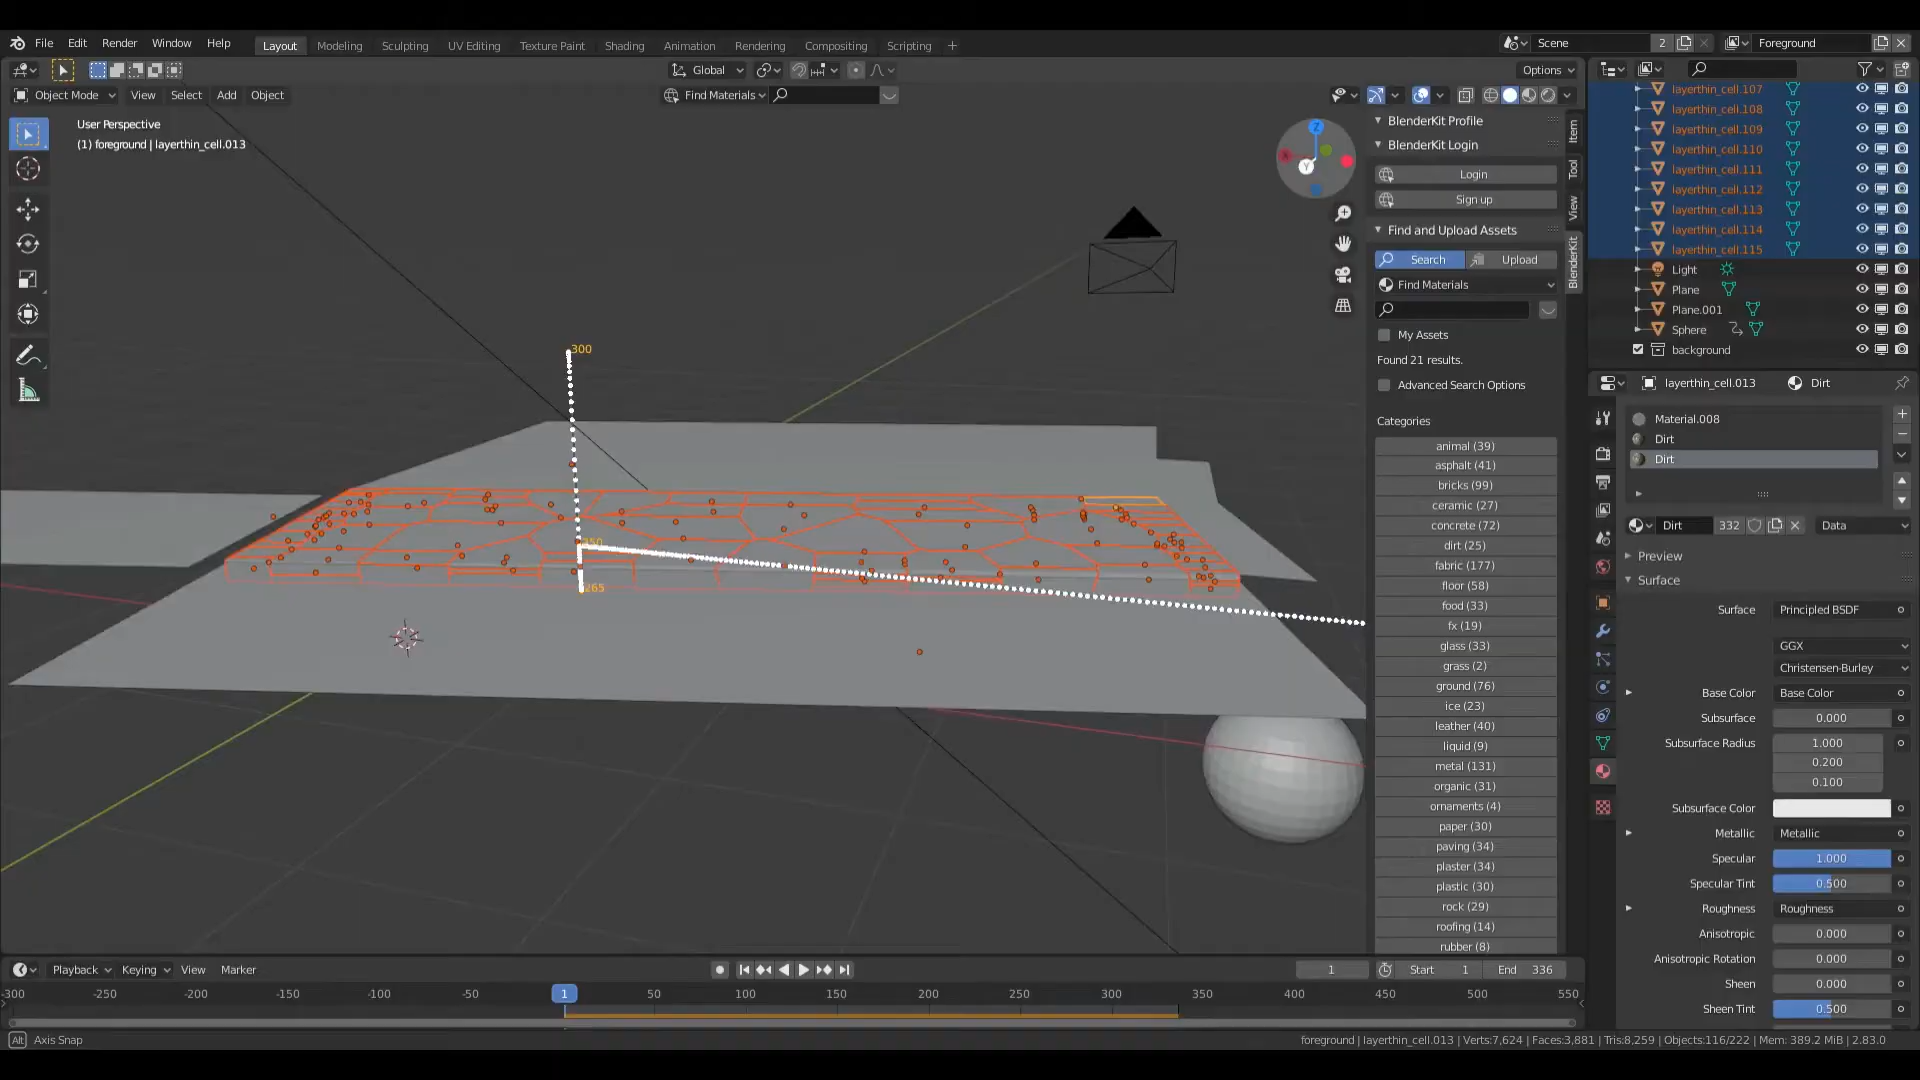 File Edit Render Window Help
Layout Modeling Sculpting UV Editing Texture Paint Shading Animation Rendering Compositing Scripting +
Scene 2
Foreground
Global
Options
Object Mode View Select Add Object
Find Materials
User Perspective
(1) foreground | layerthin_cell.013
Z
Y
300
265
BlenderKit Profile
BlenderKit Login
Login
Sign up
Find and Upload Assets
Search Upload
Find Materials
My Assets
Found 21 results.
Advanced Search Options
Categories
animal (39)
asphalt (41)
bricks (99)
ceramic (27)
concrete (72)
dirt (25)
fabric (177)
floor (58)
food (33)
fx (19)
glass (33)
grass (2)
ground (76)
ice (23)
leather (40)
liquid (9)
metal (131)
organic (31)
ornaments (4)
paper (30)
paving (34)
plaster (34)
plastic (30)
rock (29)
roofing (14)
rubber (8)
Item
Tool
View
BlenderKit
layerthin_cell.107
layerthin_cell.108
layerthin_cell.109
layerthin_cell.110
layerthin_cell.111
layerthin_cell.112
layerthin_cell.113
layerthin_cell.114
layerthin_cell.115
Light
Plane
Plane.001
Sphere
background
layerthin_cell.013 Dirt
Material.008
Dirt
Dirt
Dirt 332 Data
Preview
Surface
Surface Principled BSDF
GGX
Christensen-Burley
Base Color Base Color
Subsurface 0.000
Subsurface Radius 1.000
0.200
0.100
Subsurface Color
Metallic Metallic
Specular 1.000
Specular Tint 0.500
Roughness Roughness
Anisotropic 0.000
Anisotropic Rotation 0.000
Sheen 0.000
Sheen Tint 0.500
Playback Keying View Marker
1 Start 1 End 336
-300 -250 -200 -150 -100 -50 1 50 100 150 200 250 300 350 400 450 500 550
Alt Axis Snap
foreground | layerthin_cell.013 | Verts:7,624 | Faces:3,881 | Tris:8,259 | Objects:116/222 | Mem: 389.2 MiB | 2.83.0